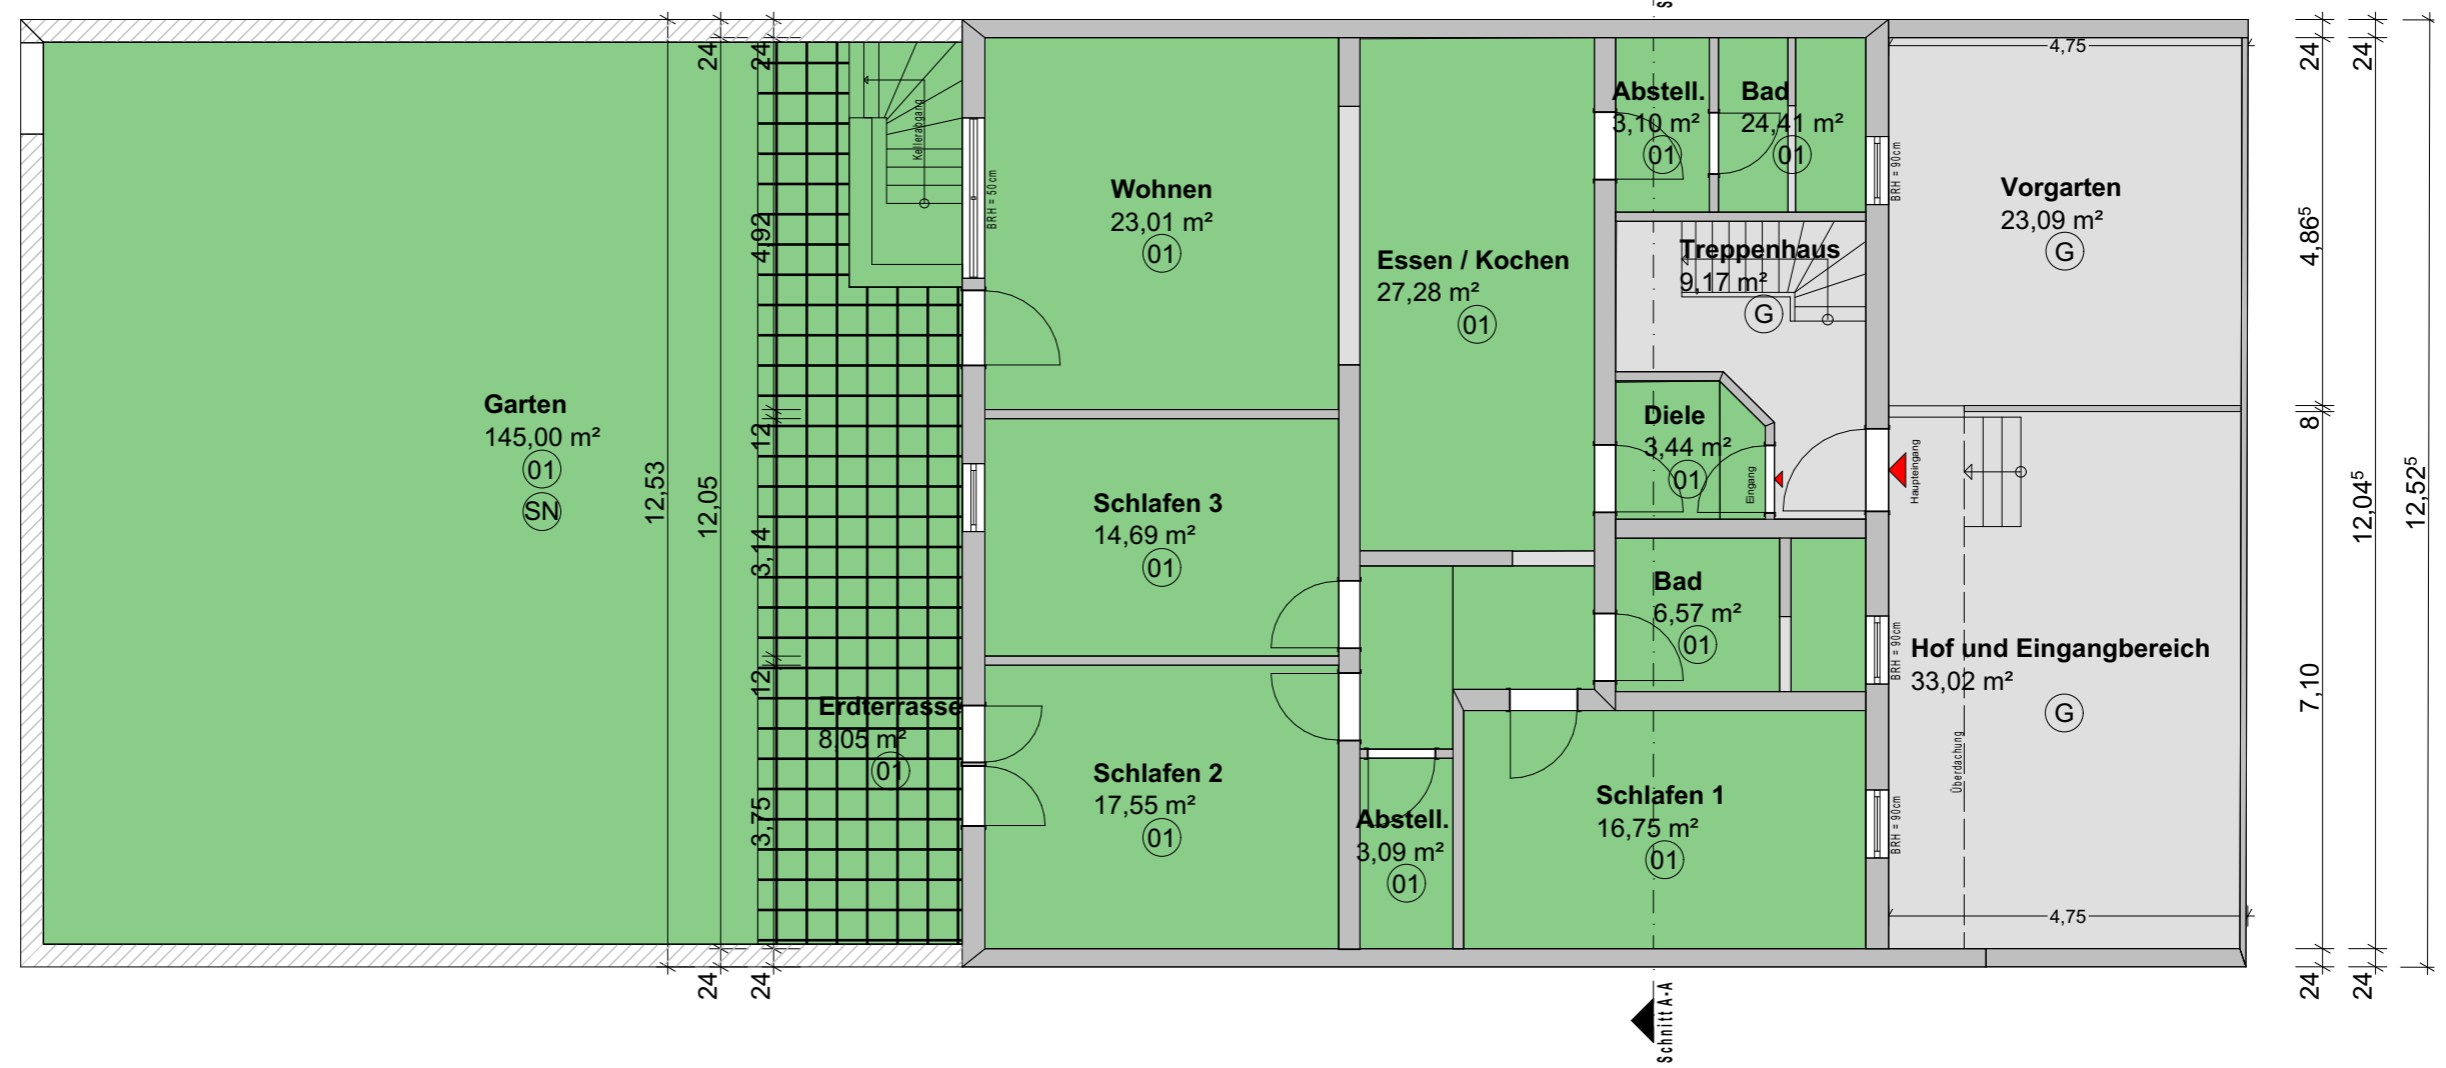 S
24
24
4,75
24
24
Kellerabgang
BRH = 50cm
Wohnen
23,01 m²
01
Essen / Kochen
27,28 m²
01
Abstell.
3,10 m²
01
Bad
24,41 m²
01
BRH = 90cm
Treppenhaus
9,17 m²
G
Vorgarten
23,09 m²
G
4,92
4,86⁵
Garten
145,00 m²
01
SN
12,53
12,05
12
3,14
12
3,75
Schlafen 3
14,69 m²
01
Diele
3,44 m²
01
Eingang
Haupteingang
8
12,04⁵
12,52⁵
7,10
Bad
6,57 m²
01
BRH = 90cm
Hof und Eingangbereich
33,02 m²
G
Erdterrasse
8,05 m²
01
Schlafen 2
17,55 m²
01
Abstell.
3,09 m²
01
Schlafen 1
16,75 m²
01
BRH = 90cm
Überdachung
4,75
24
24
24
24
Schnitt A-A